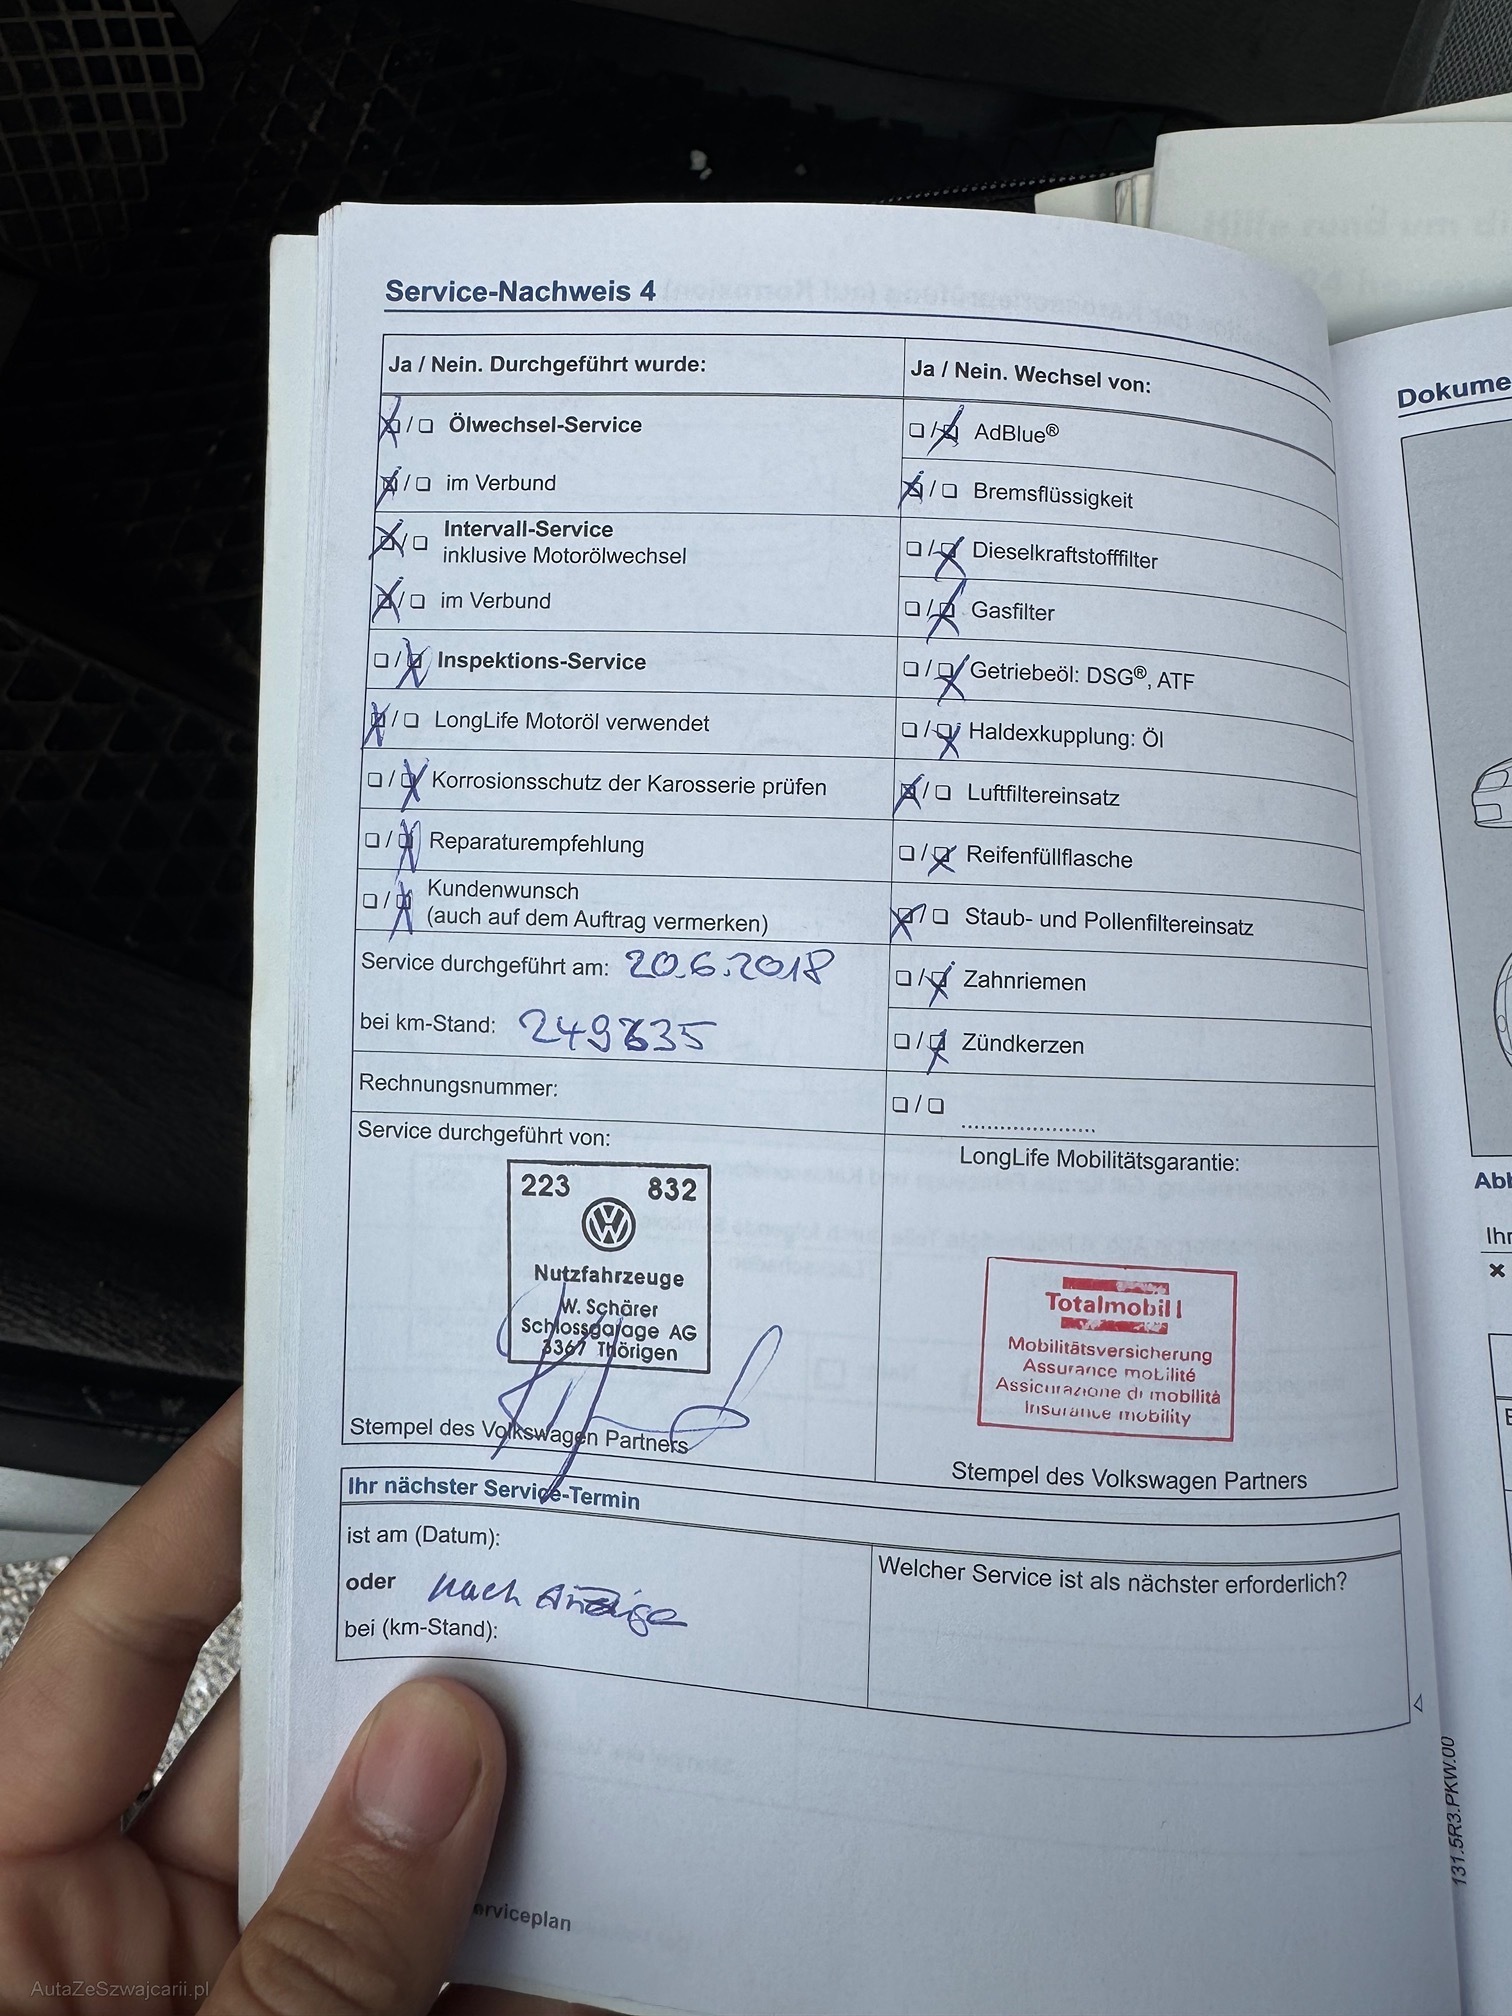 Service-Nachweis 4
Ja / Nein. Durchgeführt wurde:
Ölwechsel-Service
im Verbund
Intervall-Service
inklusive Motorölwechsel
im Verbund
Inspektions-Service
LongLife Motoröl verwendet
Korrosionsschutz der Karosserie prüfen
Reparaturempfehlung
Kundenwunsch
(auch auf dem Auftrag vermerken)
Service durchgeführt am: 20.6.2018
bei km-Stand:
Rechnungsnummer:
Service durchgeführt von:
223 832
Nutzfahrzeuge
W. Schärer
Schlossgarage AG
3367 Thörigen
Stempel des Volkswagen Partners
Ja / Nein. Wechsel von:
AdBlue®
Bremsflüssigkeit
Dieselkraftstofffilter
Gasfilter
Getriebeöl: DSG®, ATF
Haldexkupplung: Öl
Luftfiltereinsatz
Reifenfüllflasche
Staub- und Pollenfiltereinsatz
Zahnriemen
Zündkerzen
LongLife Mobilitätsgarantie:
Totalmobil!
Mobilitätsversicherung
Assurance mobilité
Assicurazione di mobilità
Insurance mobility
Stempel des Volkswagen Partners
Ihr nächster Service-Termin
ist am (Datum):
oder nach Anzeige
bei (km-Stand):
Welcher Service ist als nächster erforderlich?
131.5R3.PKW.00
erviceplan
Dokume
Abb
Ihr
AutaZeSzwajcarii.pl